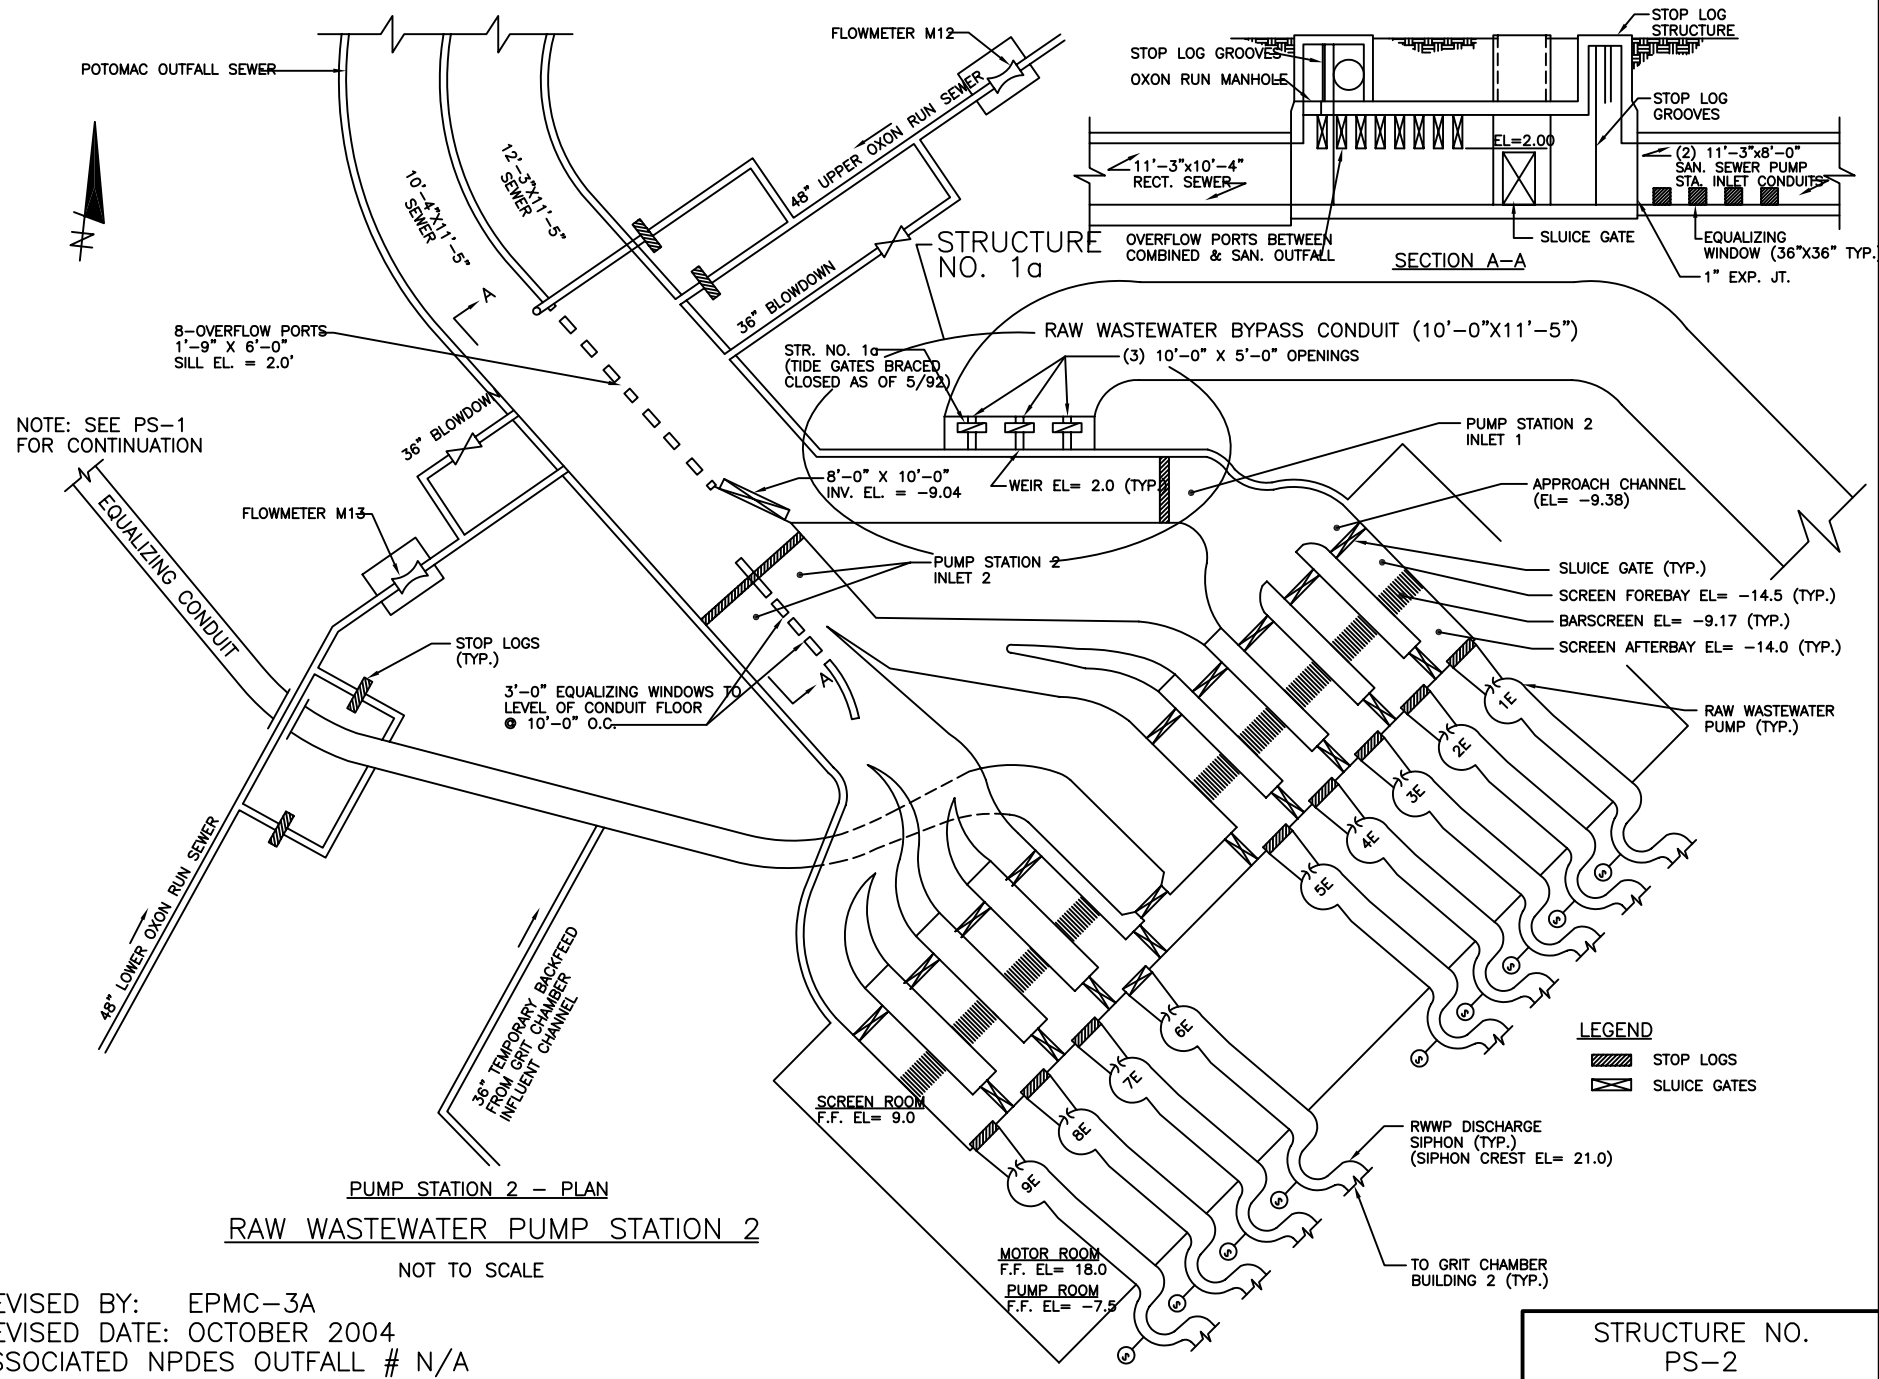 FLOWMETER M12
POTOMAC OUTFALL SEWER
12'-3"X11'-5"
SEWER
10'-4"X11'-5"
SEWER
48" UPPER OXON RUN SEWER
STOP LOG GROOVES
OXON RUN MANHOLE
STOP LOG
STRUCTURE
STOP LOG
GROOVES
EL=2.00
11'-3"x10'-4"
RECT. SEWER
(2) 11'-3"x8'-0"
SAN. SEWER PUMP
STA. INLET CONDUITS
OVERFLOW PORTS BETWEEN
COMBINED & SAN. OUTFALL
SLUICE GATE
EQUALIZING
WINDOW (36"X36" TYP.)
1" EXP. JT.
SECTION A-A
N
STRUCTURE
NO. 1a
36" BLOWDOWN
A
8-OVERFLOW PORTS
1'-9" X 6'-0"
SILL EL. = 2.0'
RAW WASTEWATER BYPASS CONDUIT (10'-0"X11'-5")
STR. NO. 1a
(TIDE GATES BRACED
CLOSED AS OF 5/92)
(3) 10'-0" X 5'-0" OPENINGS
NOTE: SEE PS-1
FOR CONTINUATION
36" BLOWDOWN
PUMP STATION 2
INLET 1
8'-0" X 10'-0"
INV. EL. = -9.04
WEIR EL= 2.0 (TYP.)
APPROACH CHANNEL
(EL= -9.38)
EQUALIZING CONDUIT
FLOWMETER M13
PUMP STATION 2
INLET 2
SLUICE GATE (TYP.)
SCREEN FOREBAY EL= -14.5 (TYP.)
BARSCREEN EL= -9.17 (TYP.)
SCREEN AFTERBAY EL= -14.0 (TYP.)
STOP LOGS
(TYP.)
A
3'-0" EQUALIZING WINDOWS TO
LEVEL OF CONDUIT FLOOR
@ 10'-0" O.C.
RAW WASTEWATER
PUMP (TYP.)
1E
2E
3E
4E
5E
6E
7E
8E
9E
S
S
S
S
S
S
S
S
S
48" LOWER OXON RUN SEWER
36" TEMPORARY BACKFEED
FROM GRIT CHAMBER
INFLUENT CHANNEL
LEGEND
STOP LOGS
SLUICE GATES
SCREEN ROOM
F.F. EL= 9.0
RWWP DISCHARGE
SIPHON (TYP.)
(SIPHON CREST EL= 21.0)
PUMP STATION 2 - PLAN
RAW WASTEWATER PUMP STATION 2
NOT TO SCALE
MOTOR ROOM
F.F. EL= 18.0
PUMP ROOM
F.F. EL= -7.5
TO GRIT CHAMBER
BUILDING 2 (TYP.)
EVISED BY: EPMC-3A
EVISED DATE: OCTOBER 2004
SSOCIATED NPDES OUTFALL # N/A
STRUCTURE NO.
PS-2